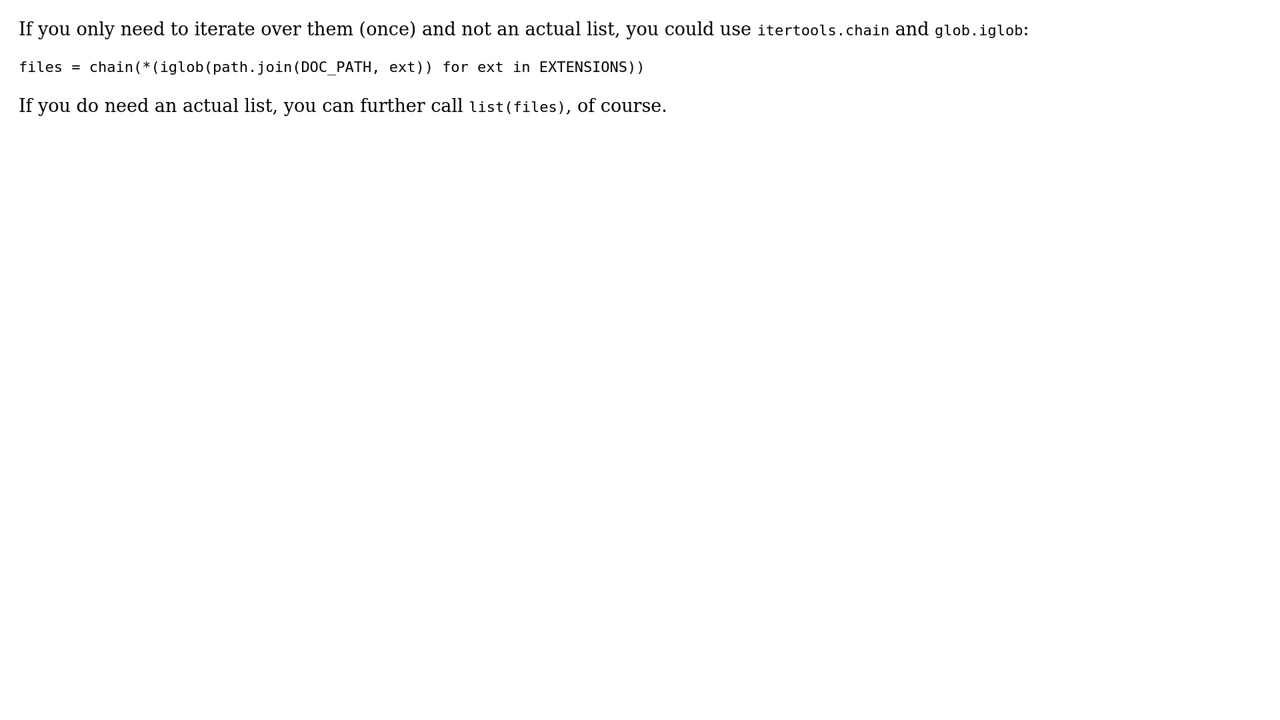 If you only need to iterate over them (once) and not an actual list, you could use itertools.chain and glob.iglob:
files = chain(*(iglob(path.join(DOC_PATH, ext)) for ext in EXTENSIONS))
If you do need an actual list, you can further call list(files), of course.